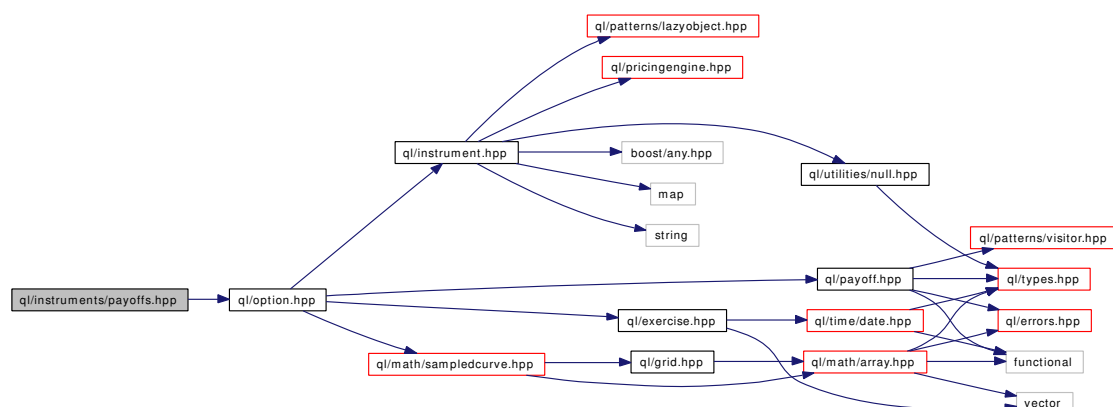 ql/patterns/lazyobject.hpp
ql/pricingengine.hpp
ql/instrument.hpp
boost/any.hpp
ql/utilities/null.hpp
map
string
ql/patterns/visitor.hpp
ql/payoff.hpp
ql/types.hpp
ql/instruments/payoffs.hpp
ql/option.hpp
ql/exercise.hpp
ql/time/date.hpp
ql/errors.hpp
ql/math/sampledcurve.hpp
ql/grid.hpp
ql/math/array.hpp
functional
vector